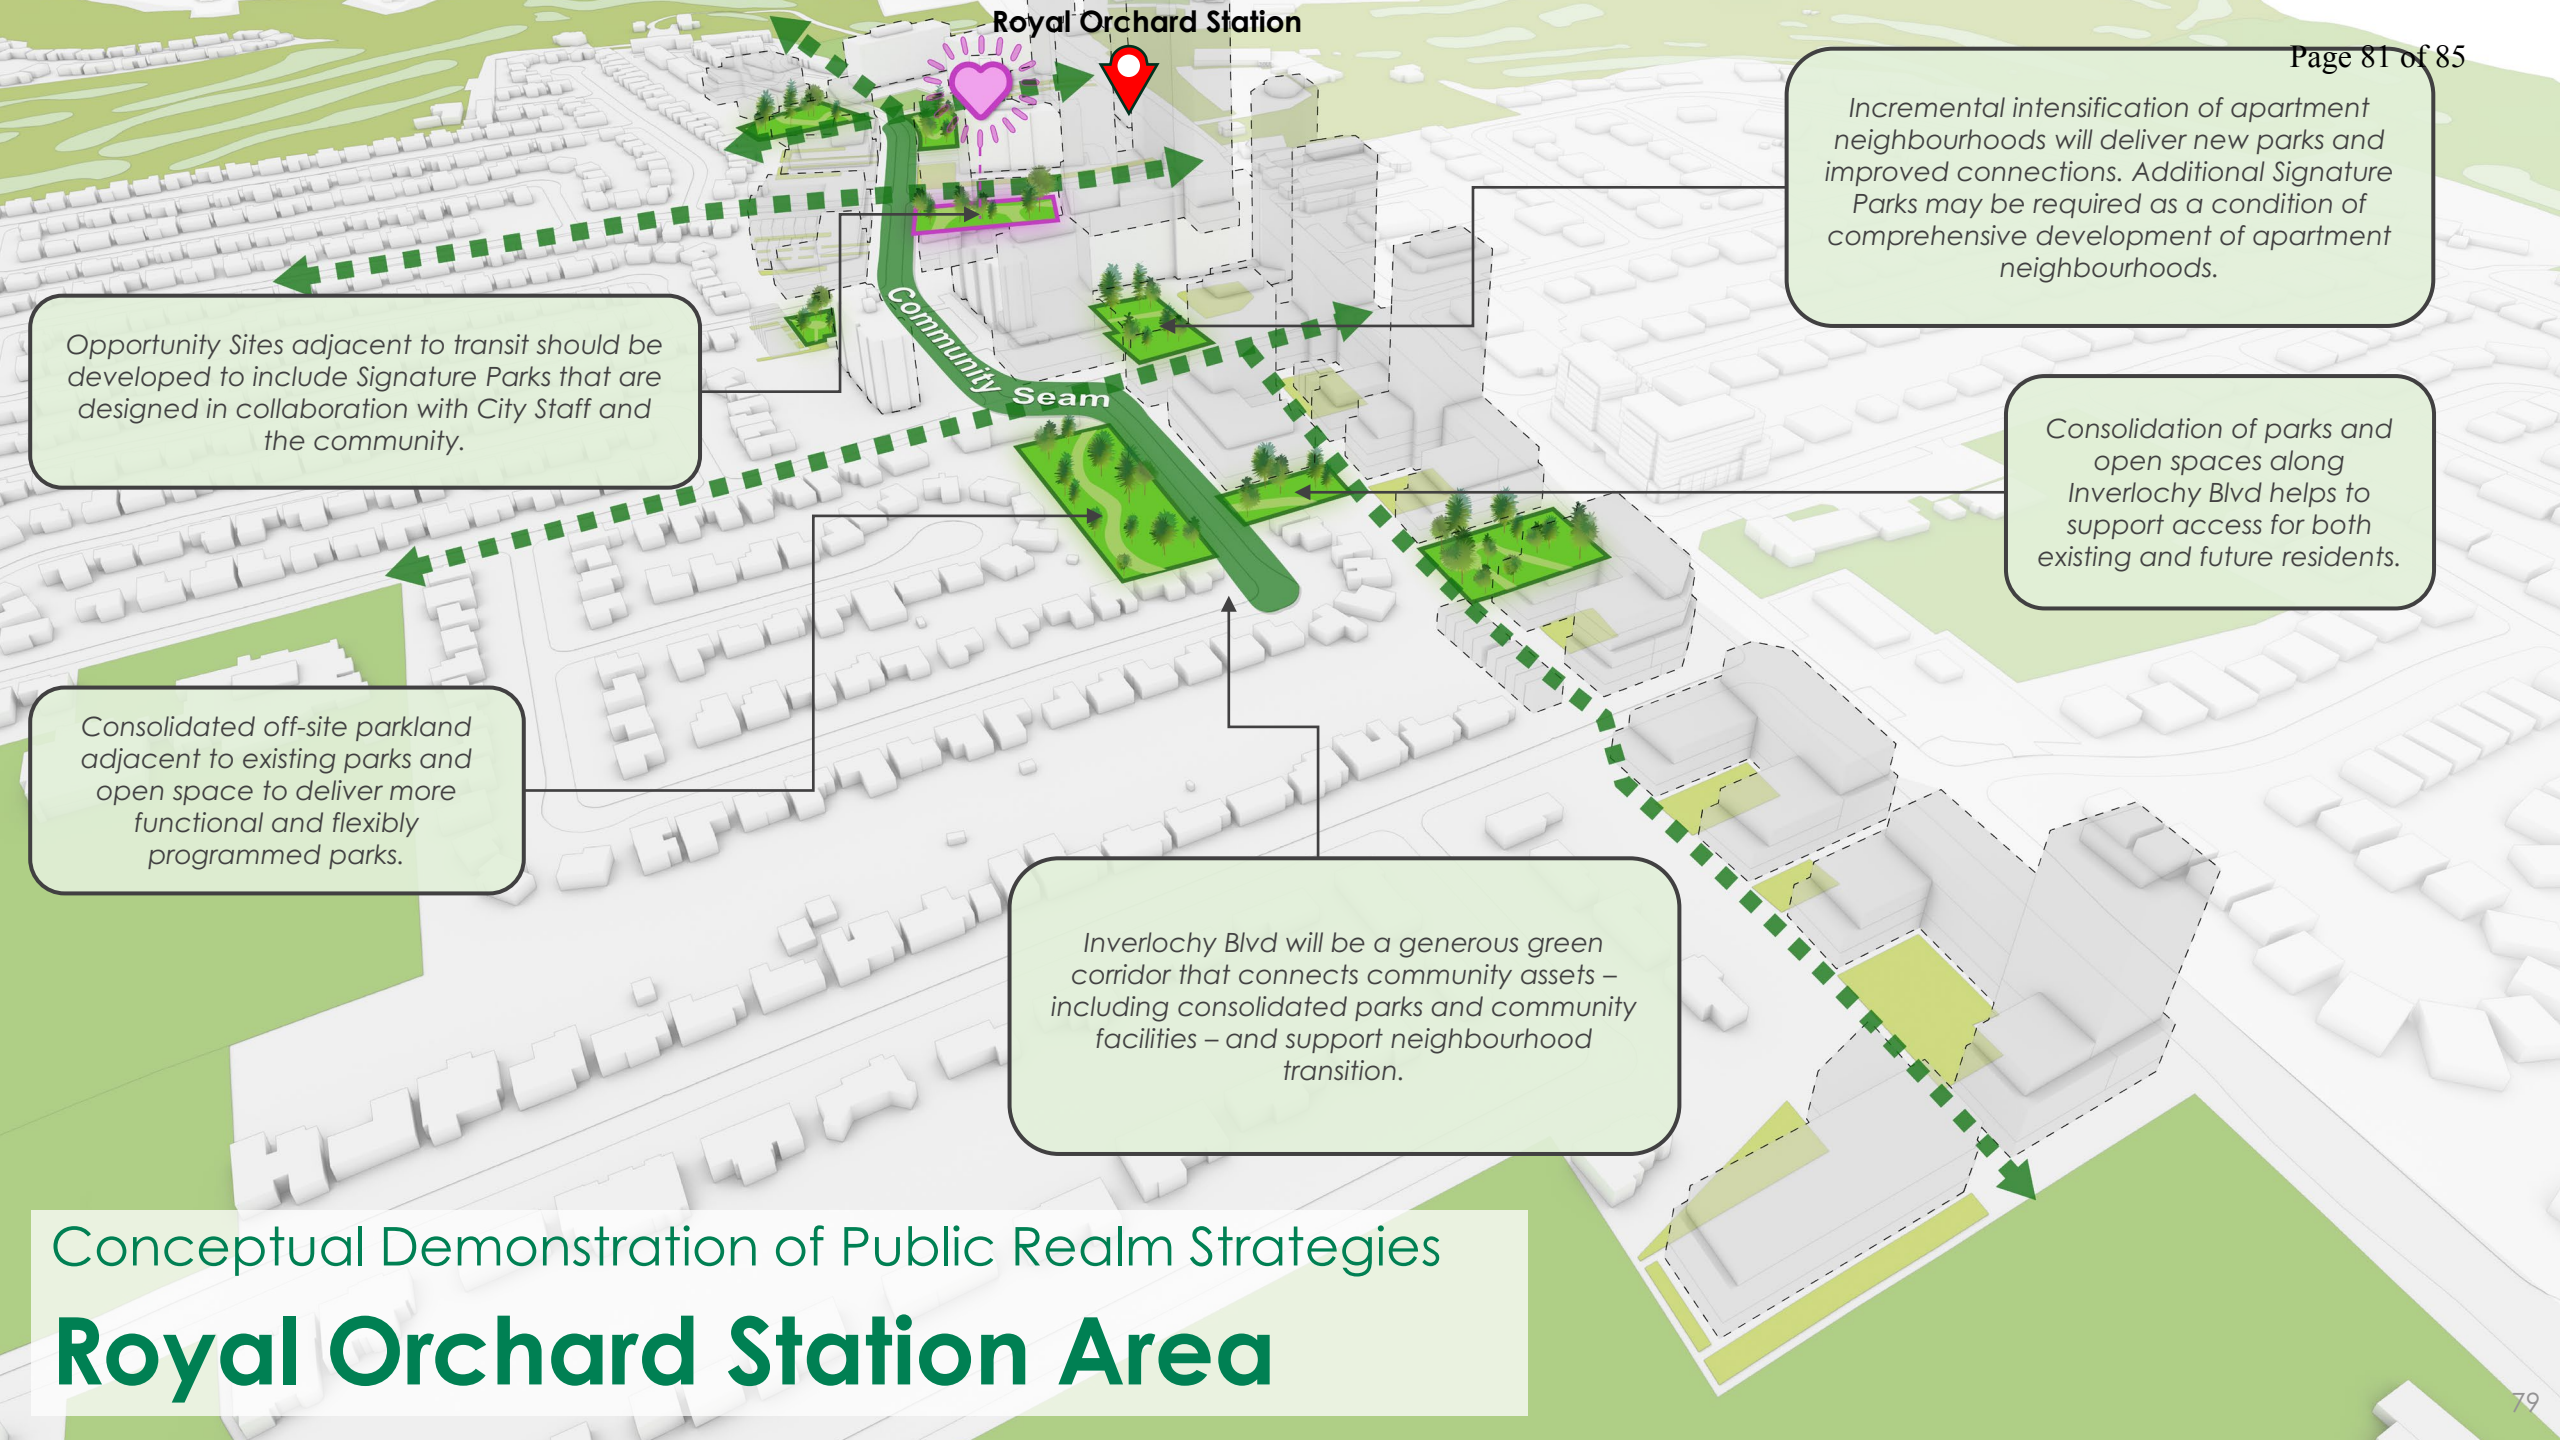 Royal Orchard Station
Page 81 of 85
Incremental intensification of apartment
neighbourhoods will deliver new parks and
improved connections. Additional Signature
Parks may be required as a condition of
comprehensive development of apartment
neighbourhoods.
Opportunity Sites adjacent to transit should be
developed to include Signature Parks that are
designed in collaboration with City Staff and
the community.
Community Seam
Consolidation of parks and
open spaces along
Inverlochy Blvd helps to
support access for both
existing and future residents.
Consolidated off-site parkland
adjacent to existing parks and
open space to deliver more
functional and flexibly
programmed parks.
Inverlochy Blvd will be a generous green
corridor that connects community assets –
including consolidated parks and community
facilities – and support neighbourhood
transition.
Conceptual Demonstration of Public Realm Strategies
Royal Orchard Station Area
79